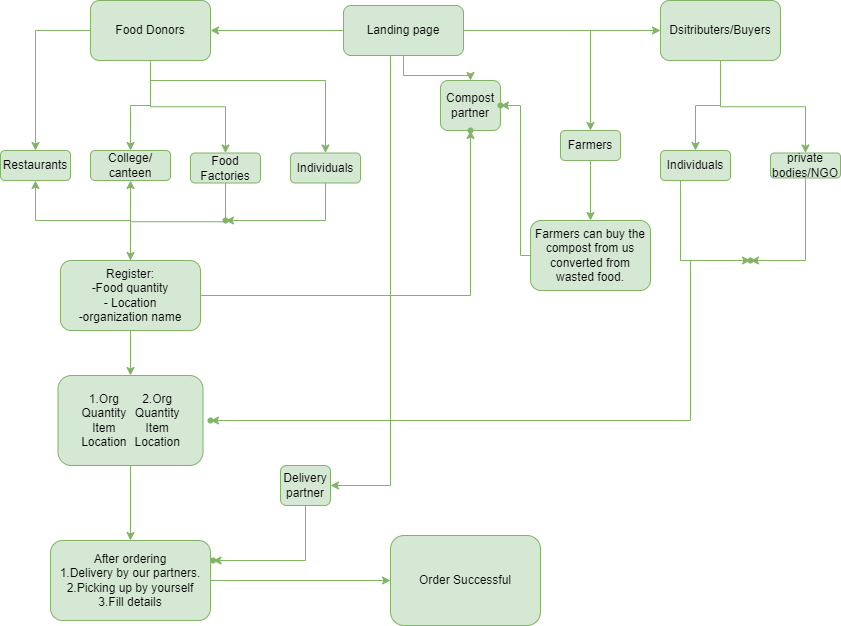 Food Donors
Landing page
Dsitributers/Buyers
Compost
partner
Restaurants
College/
canteen
Food
Factories
Individuals
Farmers
Individuals
private
bodies/NGO
Farmers can buy the
compost from us
converted from
wasted food.
Register:
-Food quantity
- Location
-organization name
1.Org 2.Org
Quantity Quantity
Item Item
Location Location
Delivery
partner
After ordering
1.Delivery by our partners.
2.Picking up by yourself
3.Fill details
Order Successful